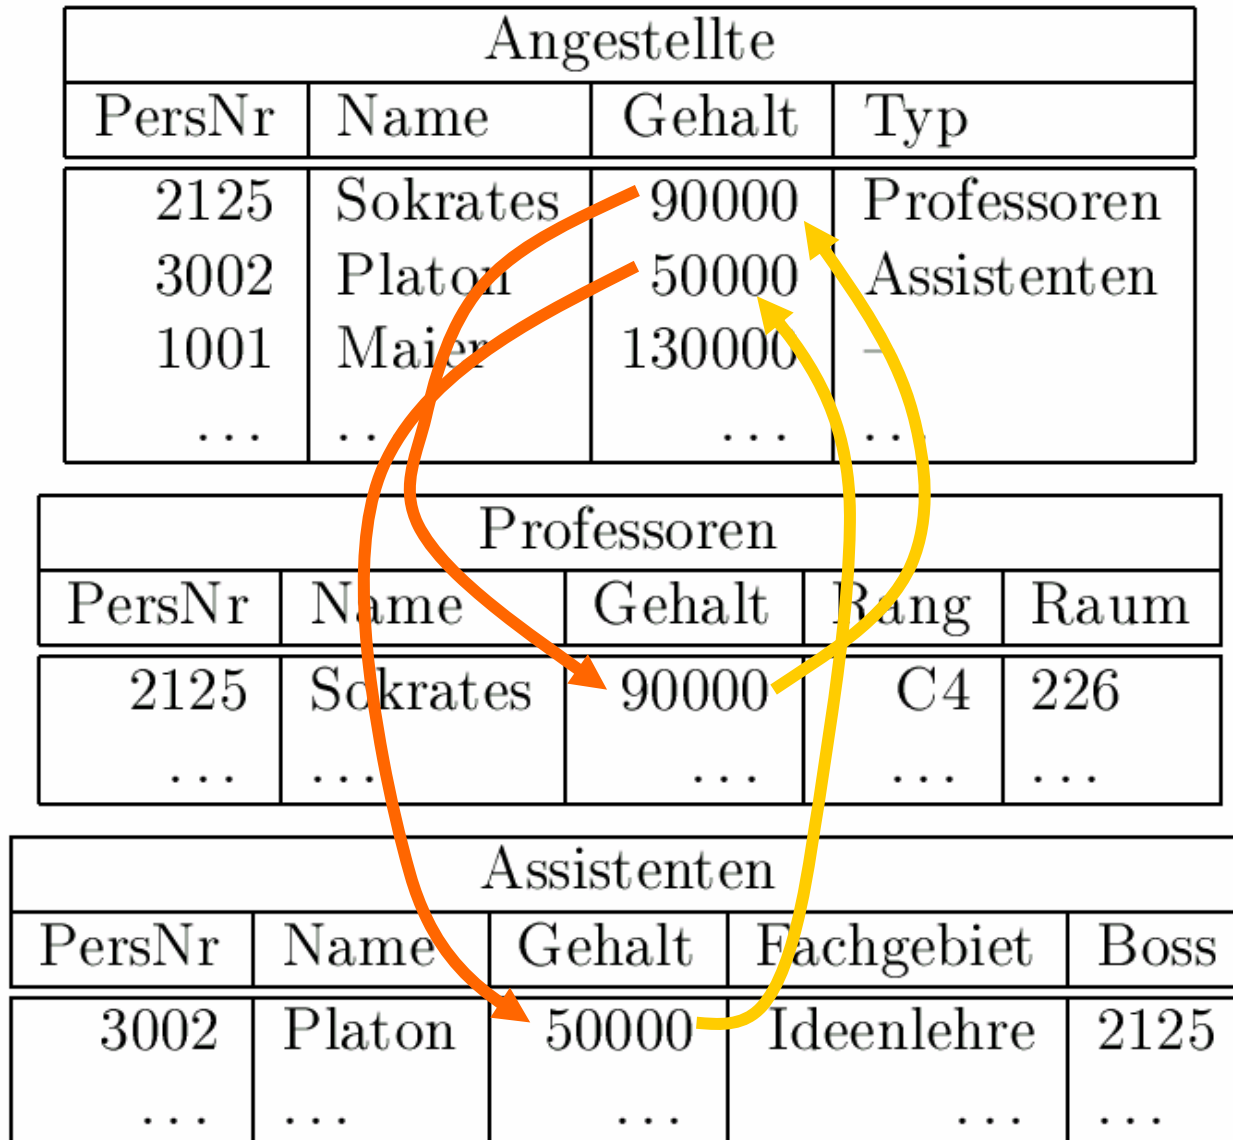 Angestellte
PersNr Name Gehalt Typ
2125 Sokrates 90000 Professoren
3002 Platon 50000 Assistenten
1001 Maier 130000 –
... ... ... ...
Professoren
PersNr Name Gehalt Rang Raum
2125 Sokrates 90000 C4 226
... ... ... ... ...
Assistenten
PersNr Name Gehalt Fachgebiet Boss
3002 Platon 50000 Ideenlehre 2125
... ... ... ... ...